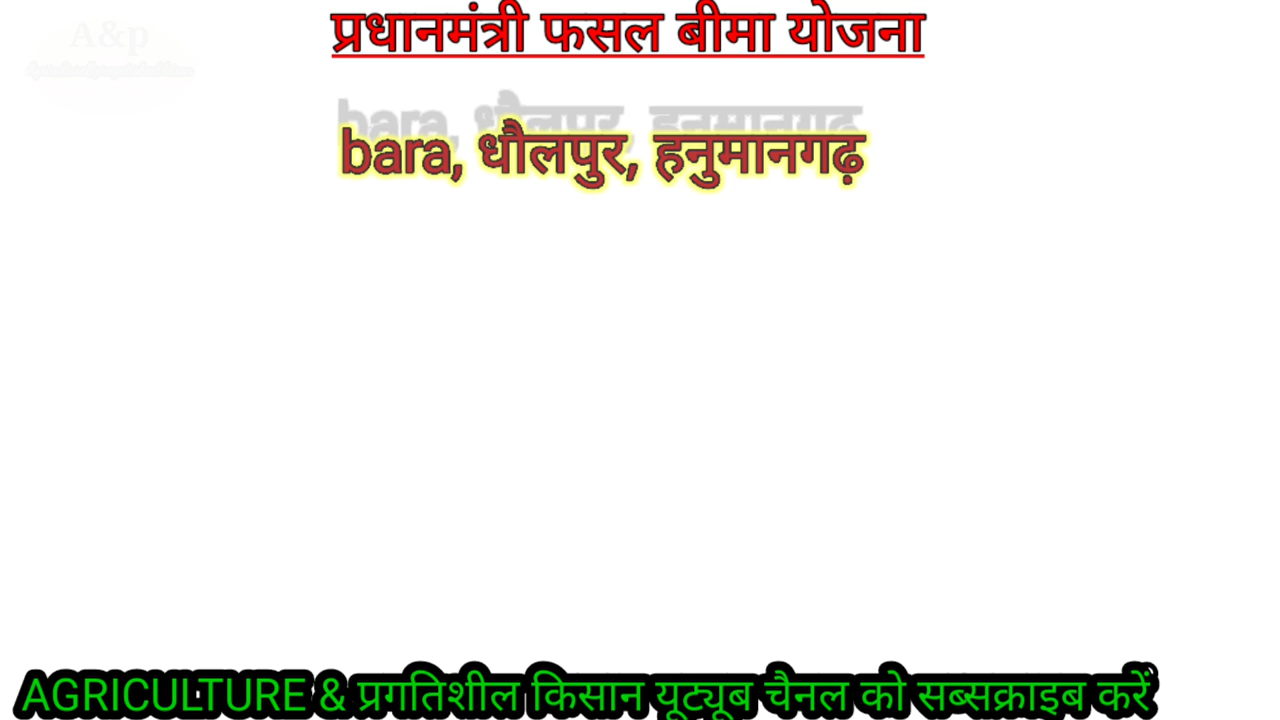 A&p
प्रधानमंत्री फसल बीमा योजना
bara, धौलपुर, हनुमानगढ़
AGRICULTURE & प्रगतिशील किसान यूट्यूब चैनल को सब्सक्राइब करें